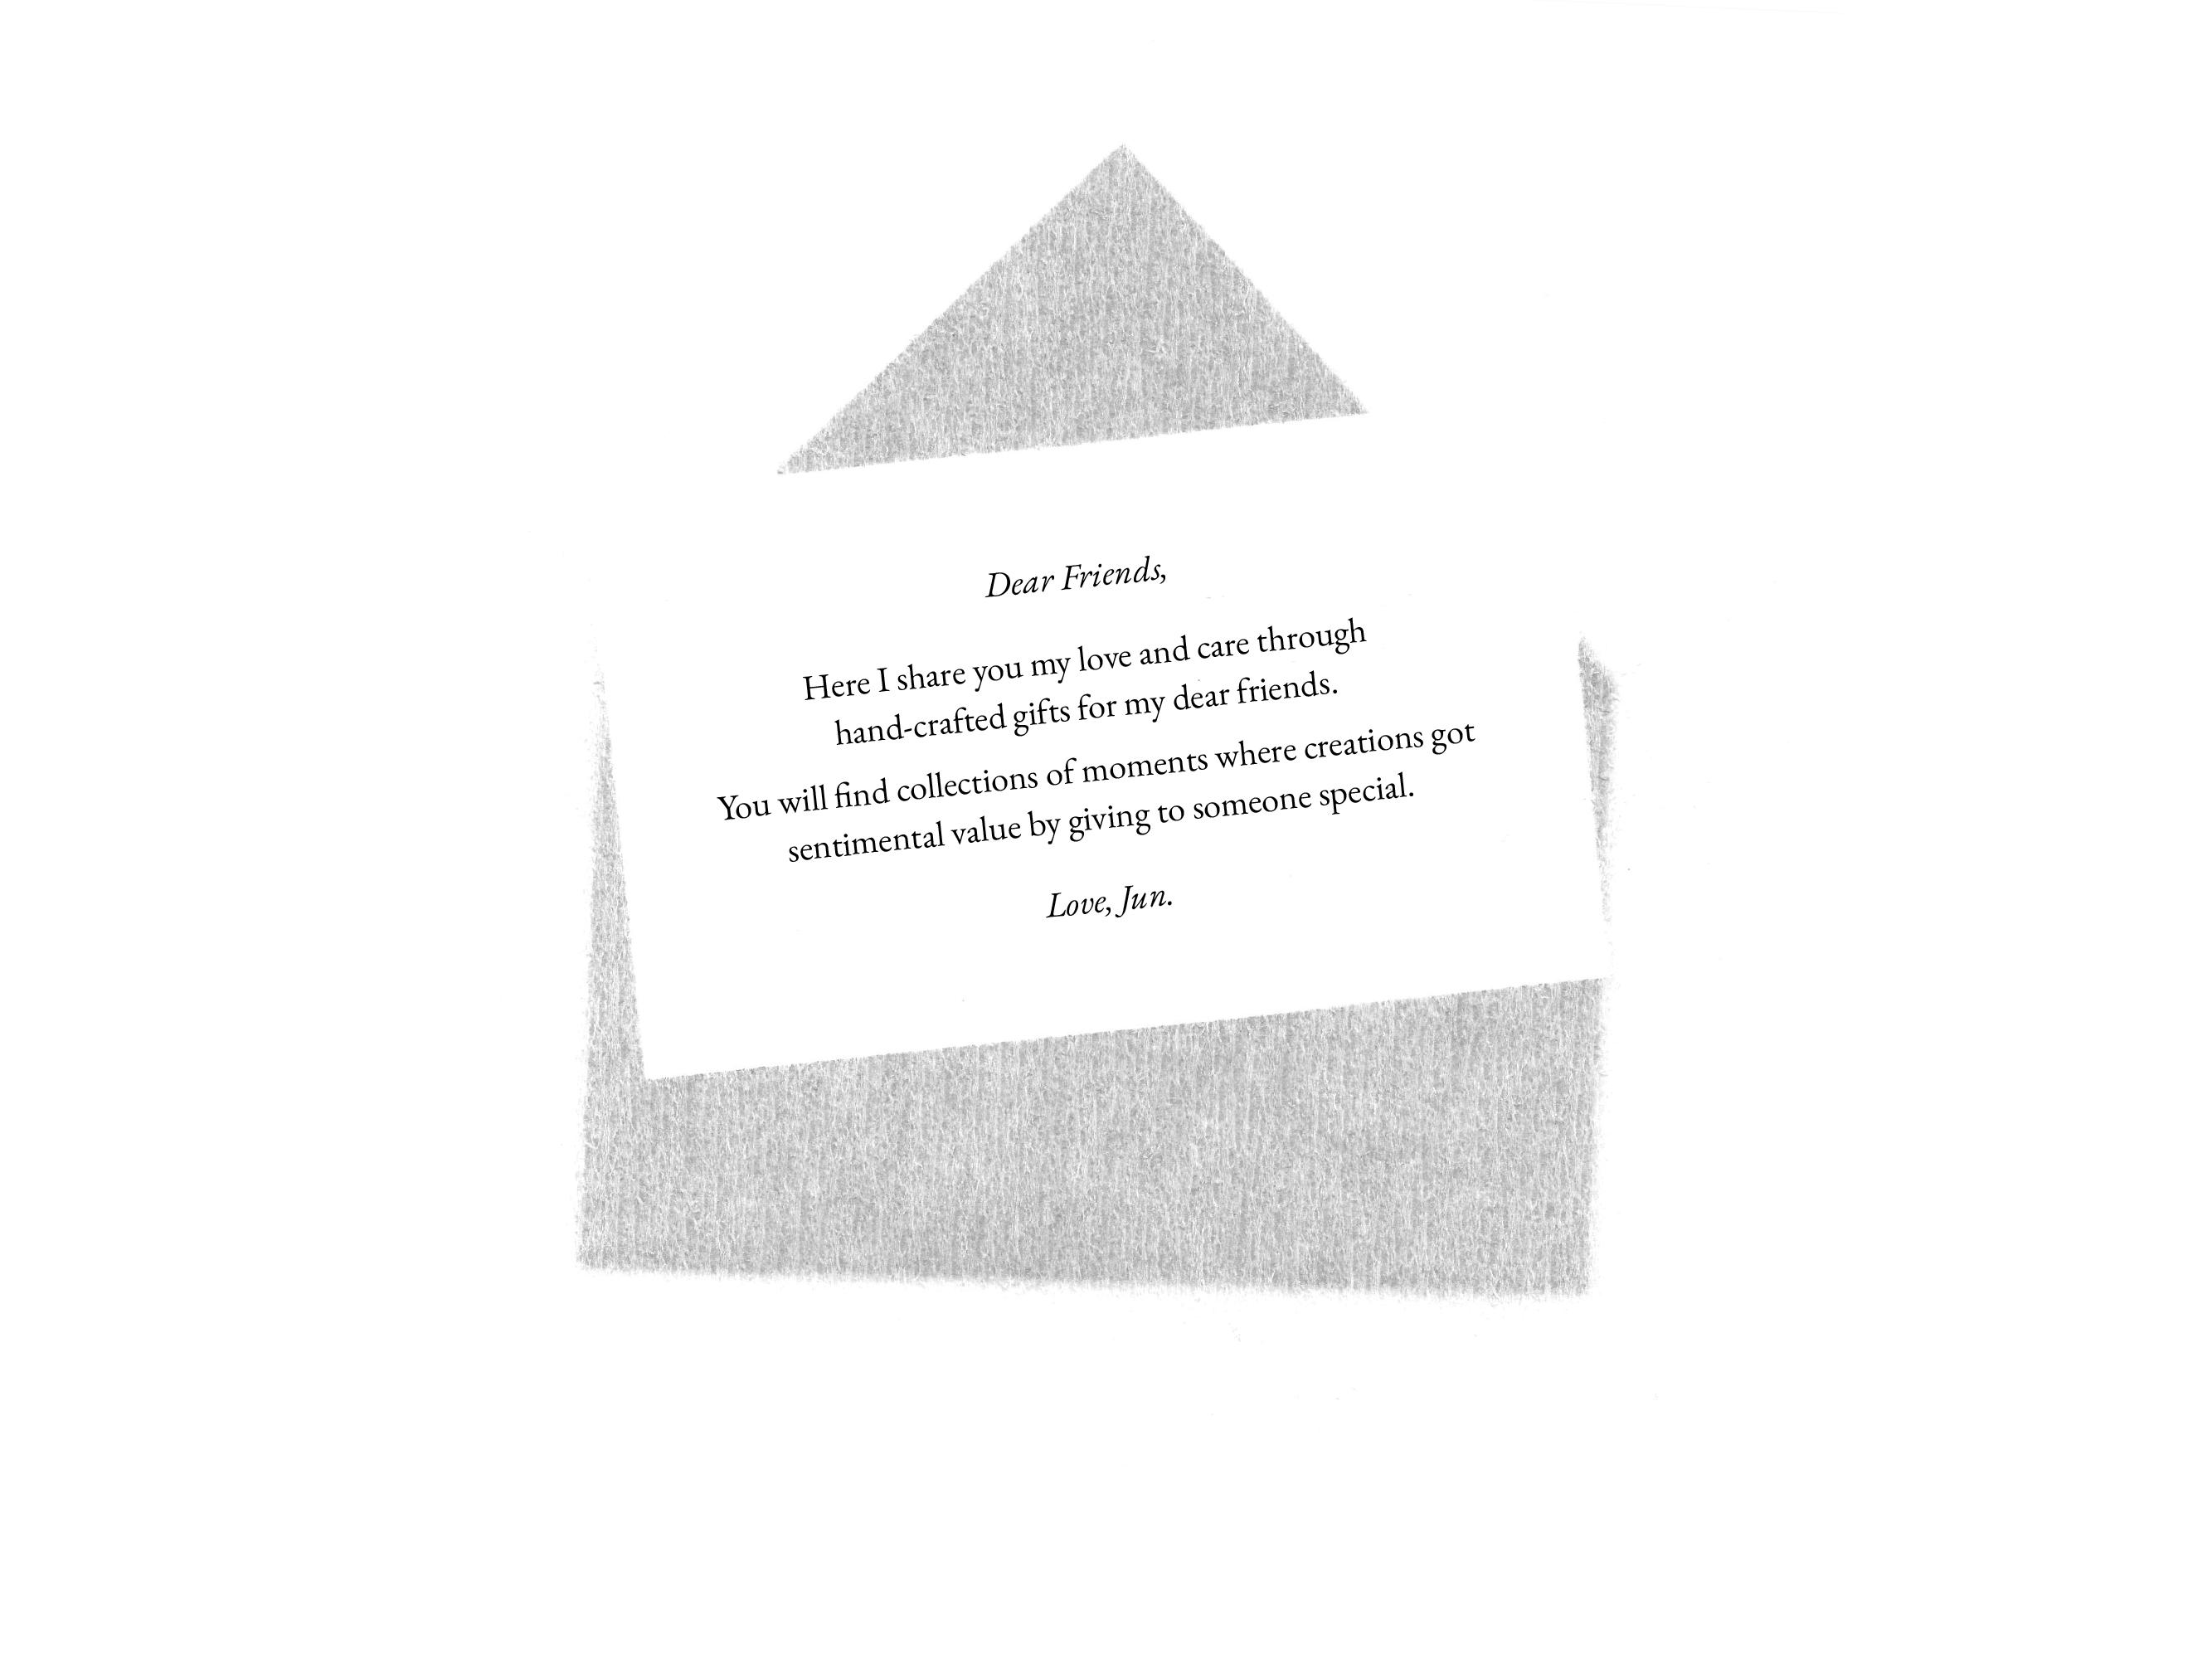 Dear Friends,
Here I share you my love and care through
hand-crafted gifts for my dear friends.
You will find collections of moments where creations got
sentimental value by giving to someone special.
Love, Jun.